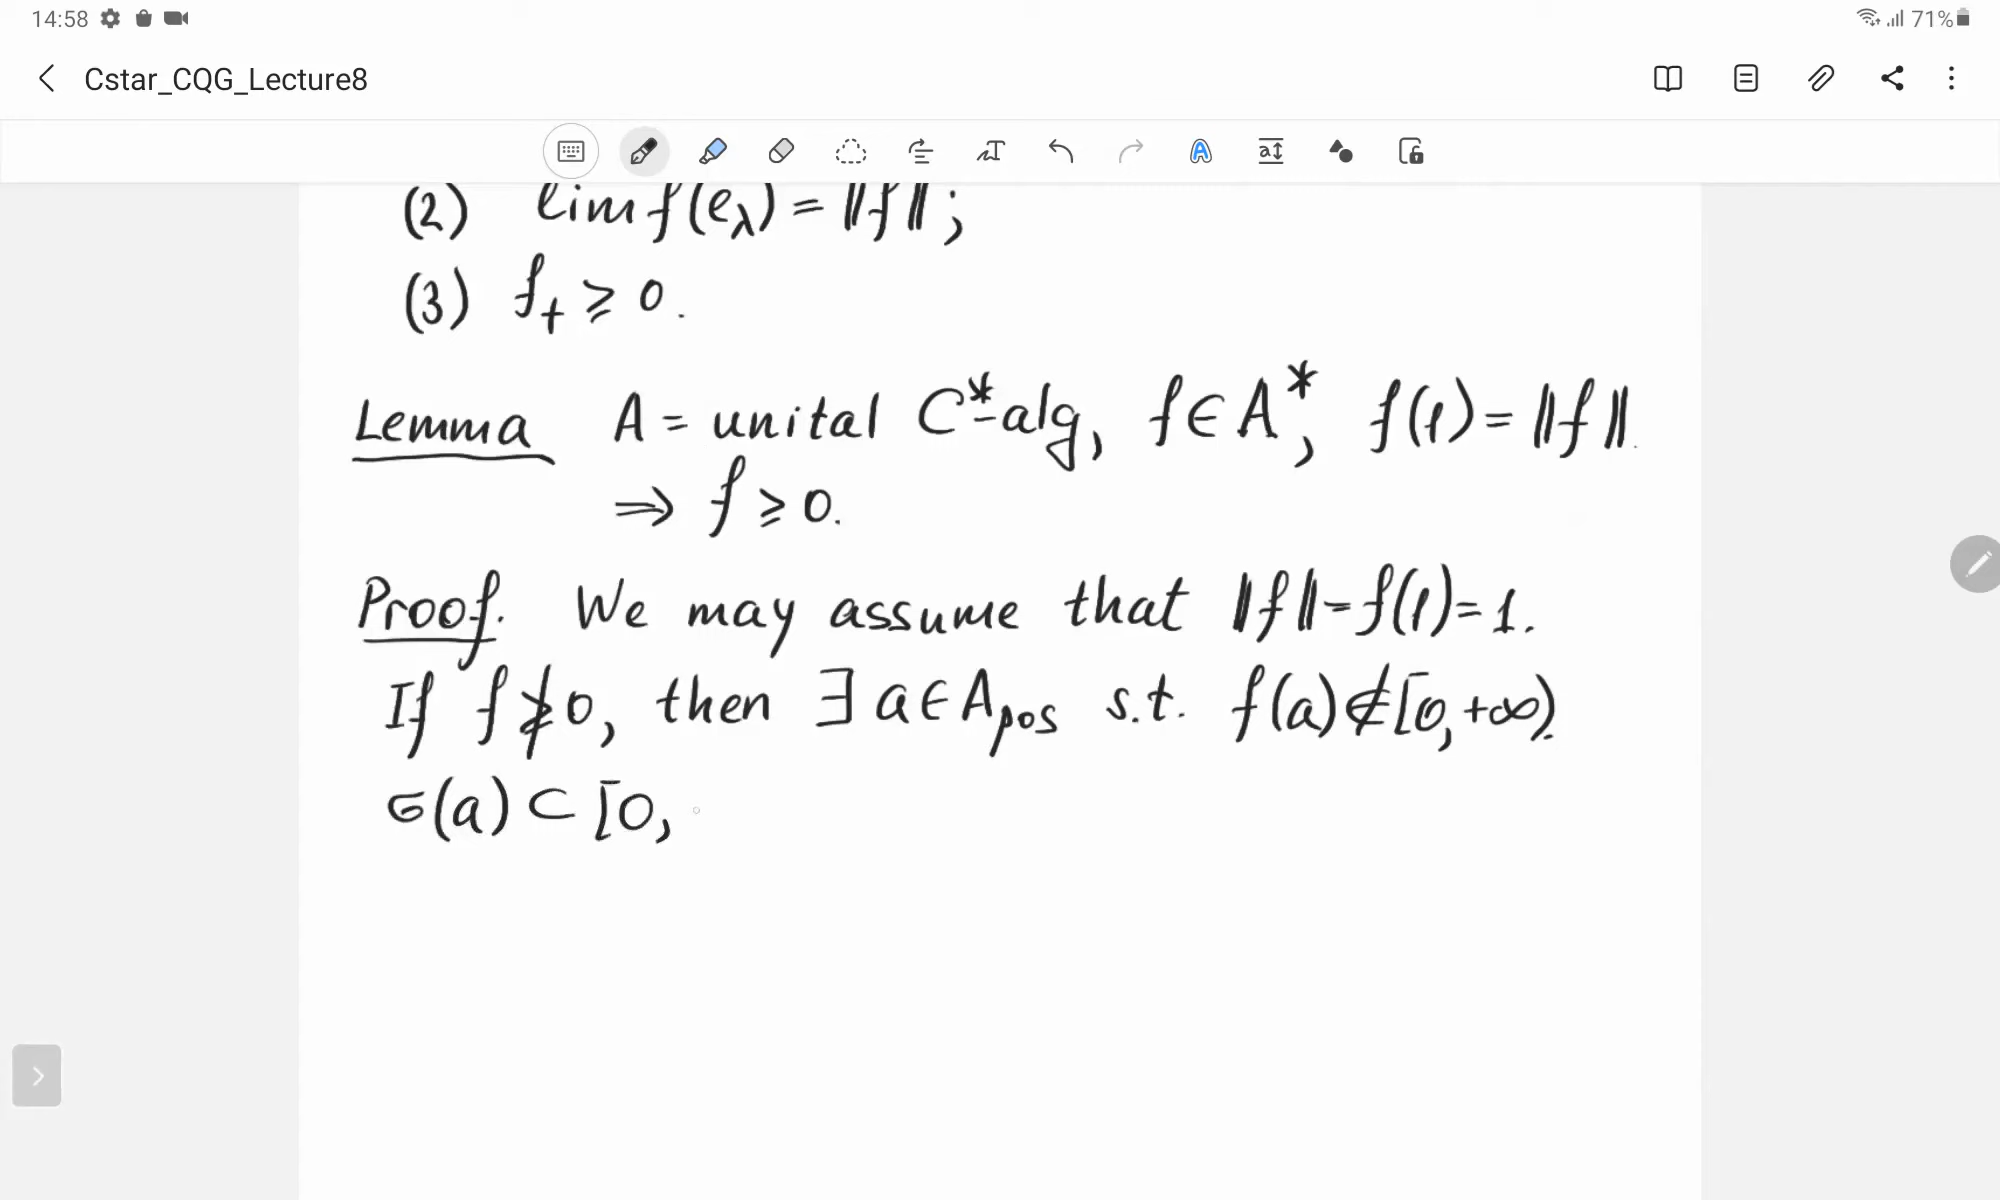 14:58 71%
Cstar_CQG_Lecture8
(2) lim f(e_λ) = ‖f‖;
(3) f₊ ⩾ 0.
Lemma A = unital C*-alg, f ∈ A*, f(1) = ‖f‖.
⇒ f ⩾ 0.
Proof. We may assume that ‖f‖ = f(1) = 1.
If f ⩾̸ 0, then ∃ a ∈ A_pos s.t. f(a) ∉ [0, +∞).
σ(a) ⊂ [0,